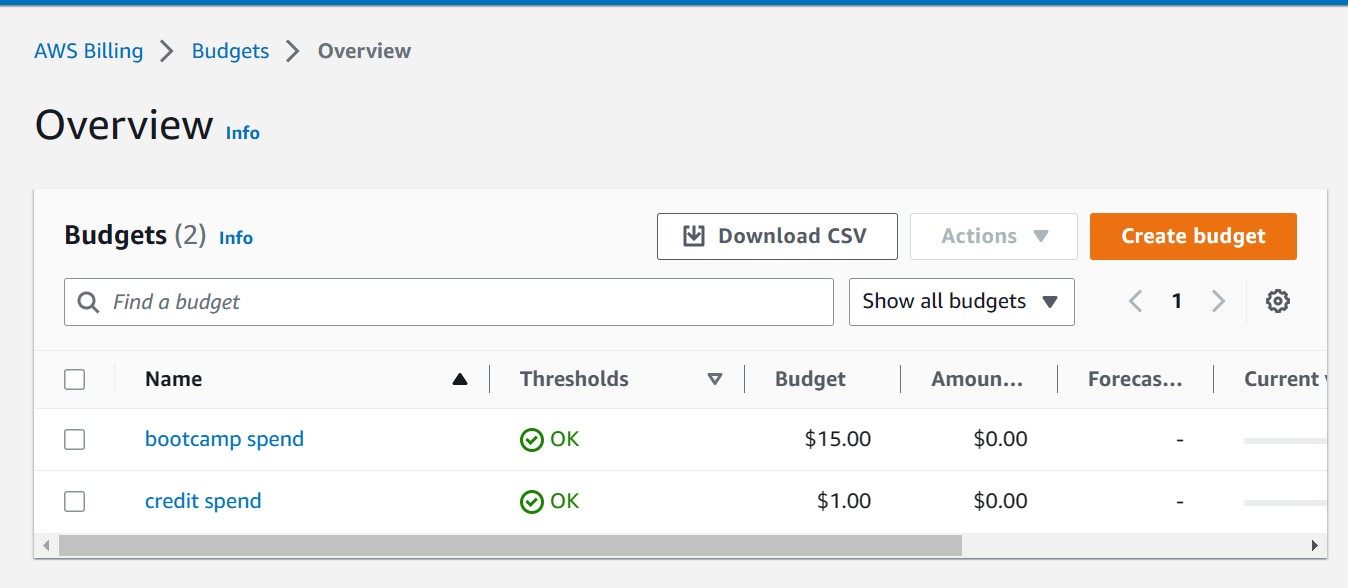 AWS Billing Budgets Overview
Overview Info
Budgets (2) Info Download CSV Actions Create budget
Find a budget Show all budgets 1
Name Thresholds Budget Amoun... Forecas... Current
bootcamp spend OK $15.00 $0.00 -
credit spend OK $1.00 $0.00 -